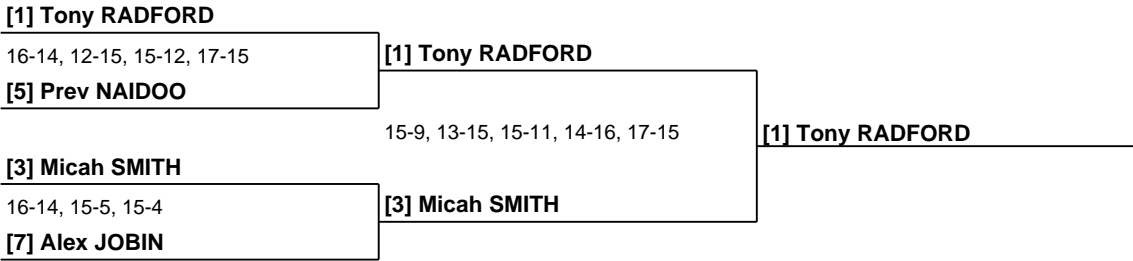 [1] Tony RADFORD
16-14, 12-15, 15-12, 17-15
[1] Tony RADFORD
[5] Prev NAIDOO
15-9, 13-15, 15-11, 14-16, 17-15
[1] Tony RADFORD
[3] Micah SMITH
16-14, 15-5, 15-4
[3] Micah SMITH
[7] Alex JOBIN